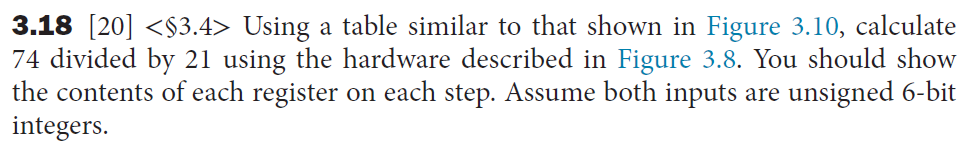 3.18 [20] <§3.4> Using a table similar to that shown in Figure 3.10, calculate
74 divided by 21 using the hardware described in Figure 3.8. You should show
the contents of each register on each step. Assume both inputs are unsigned 6-bit
integers.